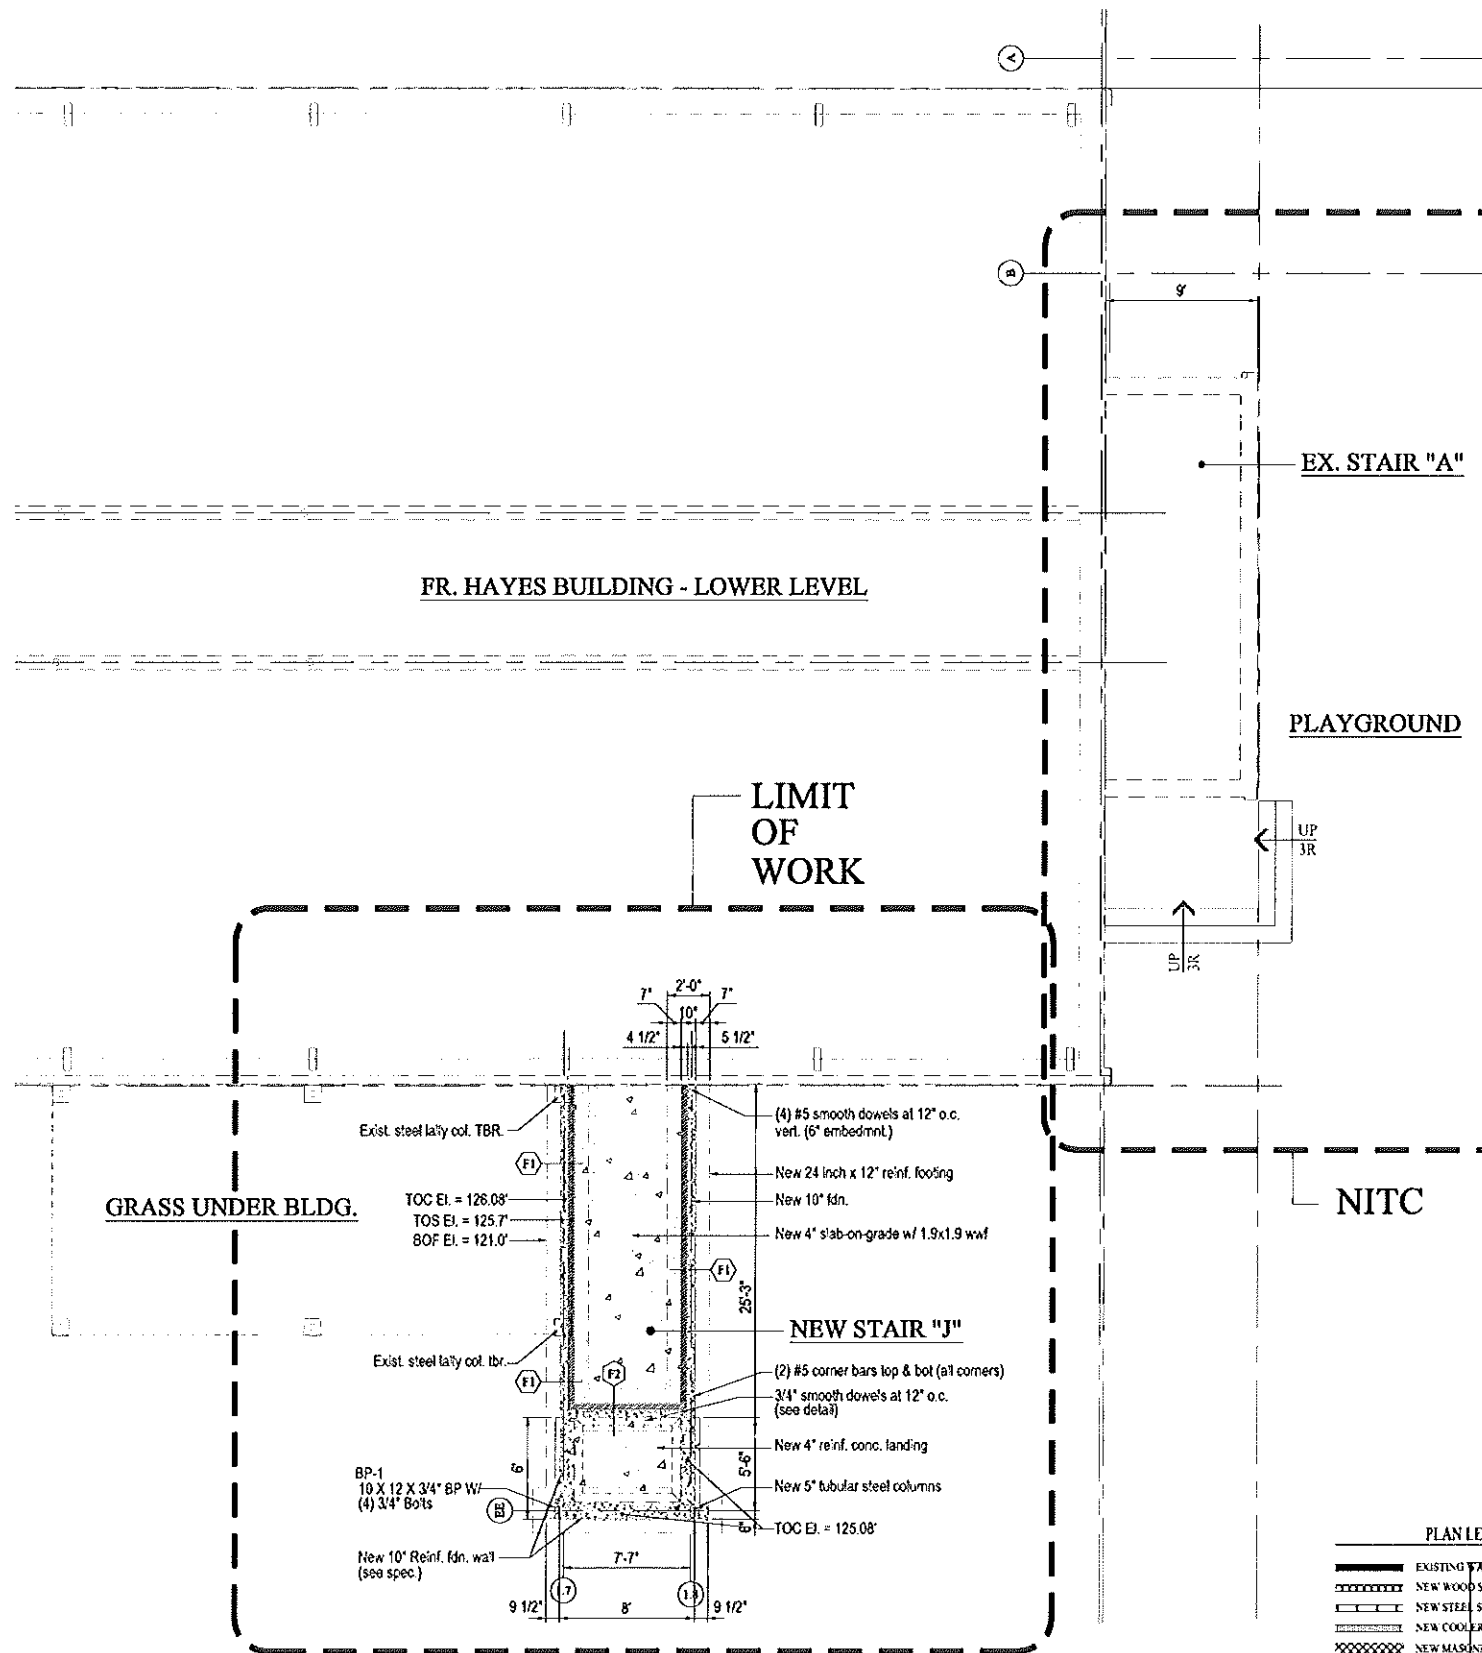 A
B
9'
EX. STAIR "A"
FR. HAYES BUILDING - LOWER LEVEL
PLAYGROUND
LIMIT
OF
WORK
UP
3R
UP
3R
2'-0"
7"
7"
10"
4 1/2"
5 1/2"
Exist. steel lally col. TBR.
(4) #5 smooth dowels at 12" o.c.
vert. (6" embedmnt.)
F1
New 24 inch x 12" reinf. footing
GRASS UNDER BLDG.
TOC El. = 126.08'
TOS El. = 125.7'
BOF El. = 121.0'
New 10" fdn.
New 4" slab-on-grade w/ 1.9x1.9 wwf
NITC
F1
25'-3"
NEW STAIR "J"
Exist. steel lally col. tbr.
F1
F2
(2) #5 corner bars top & bot (all corners)
3/4" smooth dowels at 12" o.c.
(see detail)
New 4" reinf. conc. landing
6'
5'-6"
BP-1
10 X 12 X 3/4" BP W/
(4) 3/4" Bolts
EE
New 5" tubular steel columns
6"
TOC El. = 125.08'
New 10" Reinf. fdn. wall
(see spec.)
7'-7"
1.7
1.8
9 1/2"
8'
9 1/2"
PLAN LE
EXISTING
NEW WOOD S
NEW STEEL S
NEW COOLER
NEW MASON